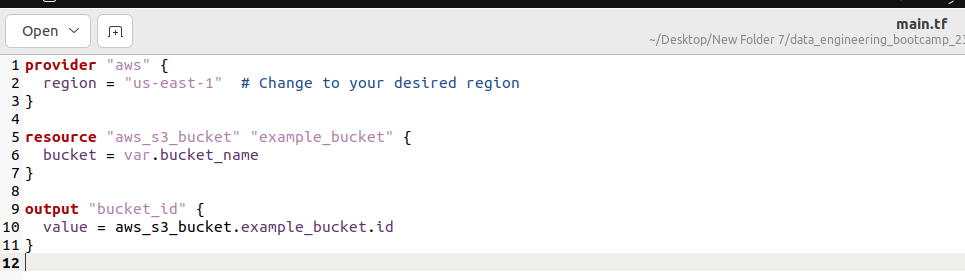 Open
main.tf
~/Desktop/New Folder 7/data_engineering_bootcamp_23
1 provider "aws" {
2   region = "us-east-1"  # Change to your desired region
3 }
4
5 resource "aws_s3_bucket" "example_bucket" {
6   bucket = var.bucket_name
7 }
8
9 output "bucket_id" {
10   value = aws_s3_bucket.example_bucket.id
11 }
12